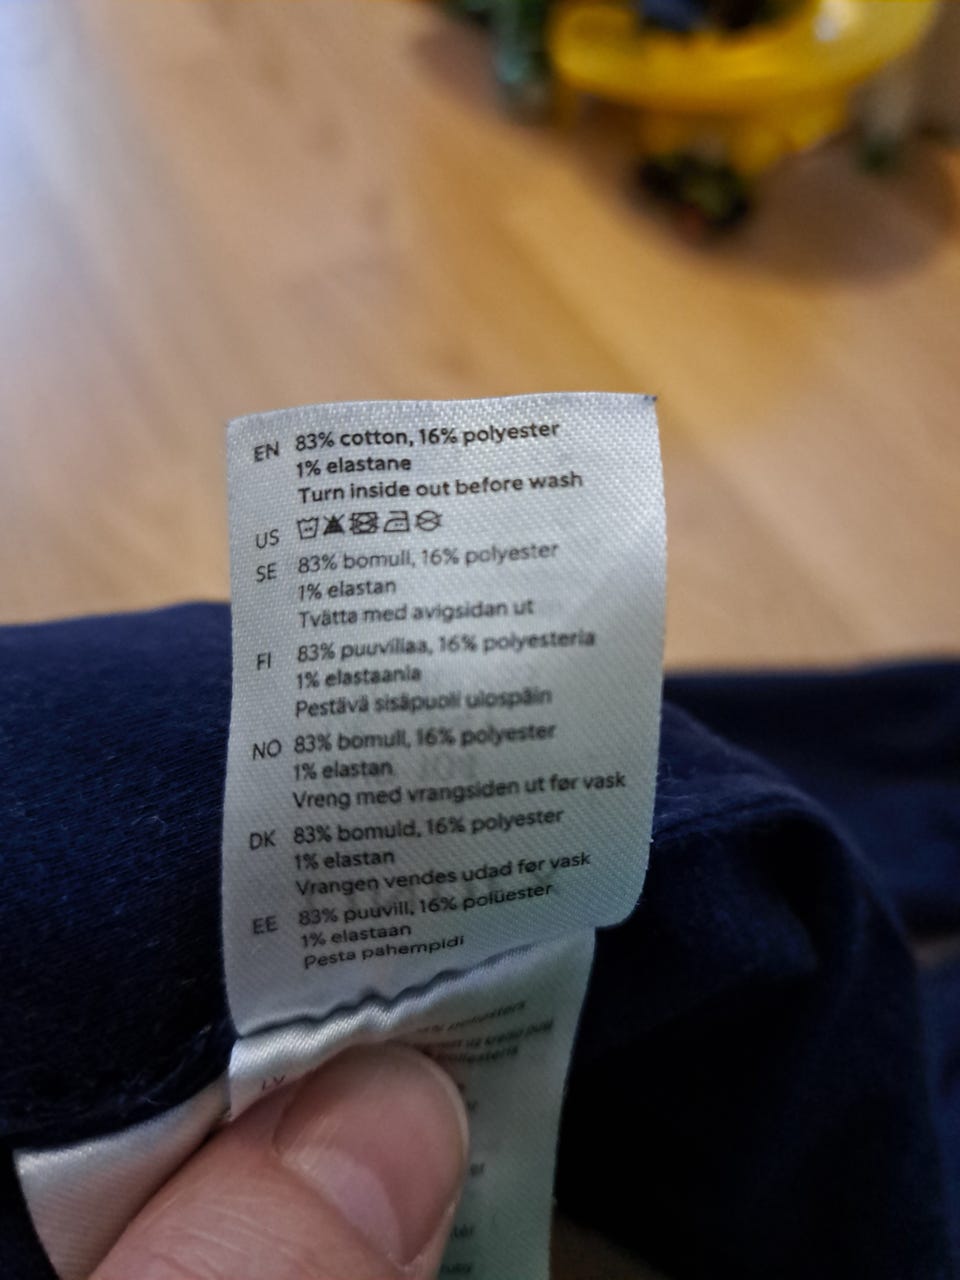 EN 83% cotton, 16% polyester
1% elastane
Turn inside out before wash
US
SE 83% bomull, 16% polyester
1% elastan
Tvätta med avigsidan ut
FI 83% puuvillaa, 16% polyesteria
1% elastaania
Pestävä sisäpuoli ulospäin
NO 83% bomull, 16% polyester
1% elastan
Vreng med vrangsiden ut før vask
DK 83% bomuld, 16% polyester
1% elastan
Vrangen vendes udad før vask
EE 83% puuvill, 16% polüester
1% elastaan
Pesta pahempidi
LV